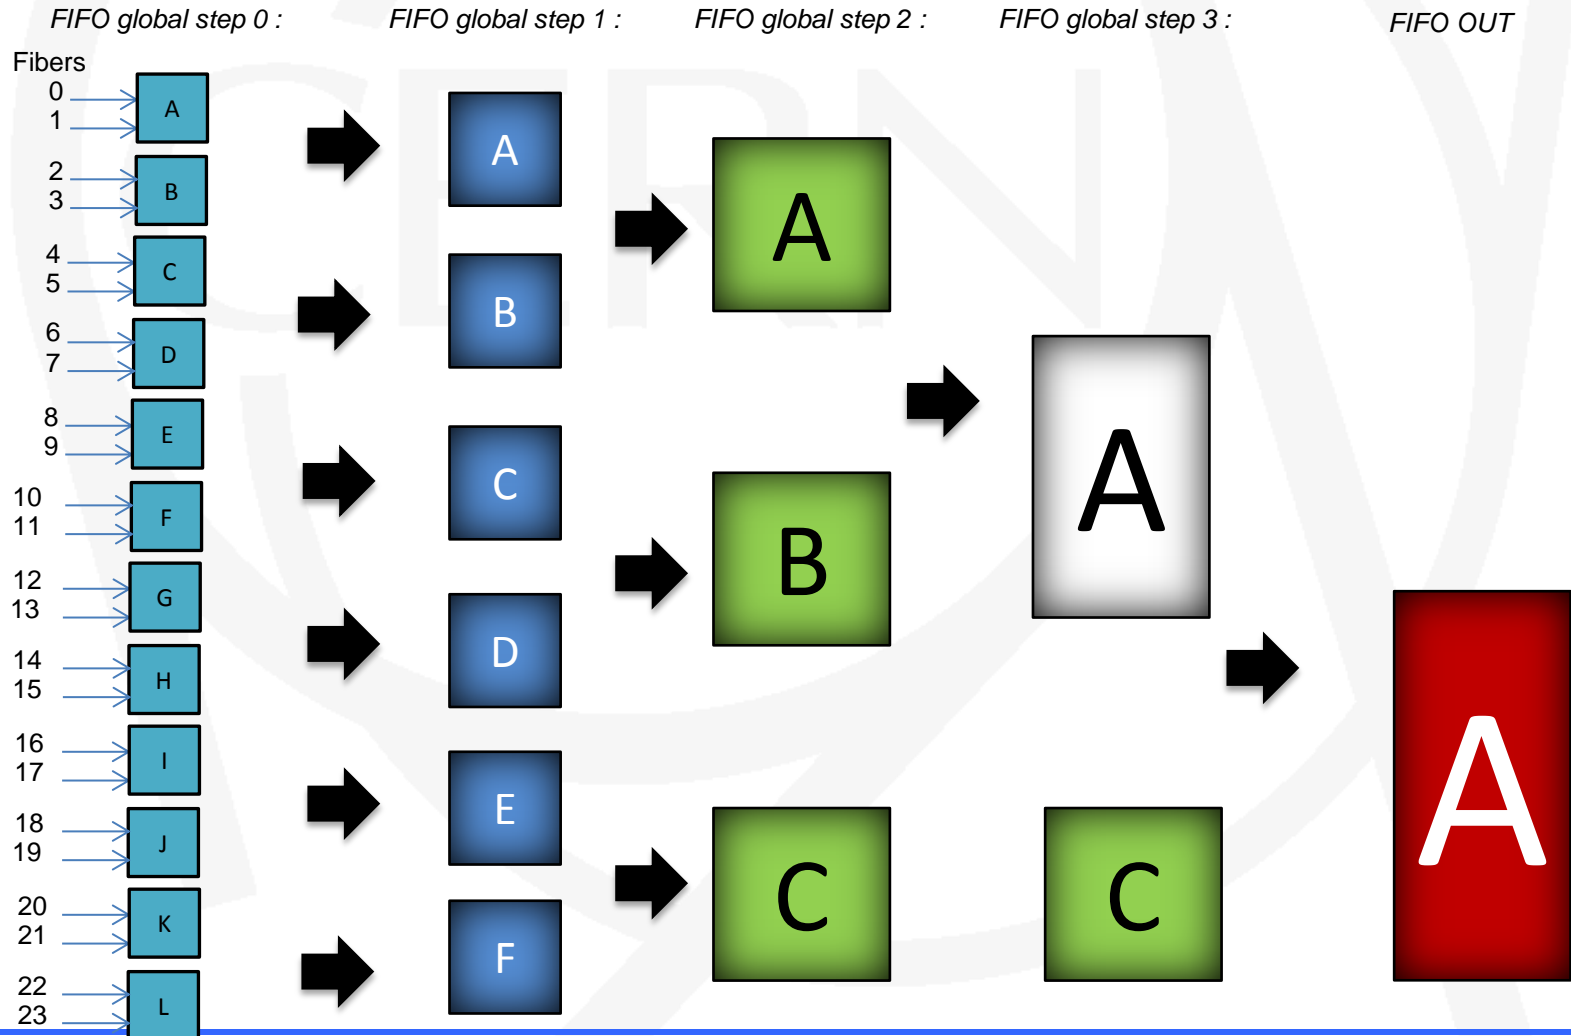 FIFO global step 0 :
FIFO global step 1 :
FIFO global step 2 :
FIFO global step 3 :
FIFO OUT
Fibers
0
1
A
2
3
B
4
5
C
6
7
D
8
9
E
10
11
F
12
13
G
14
15
H
16
17
I
18
19
J
20
21
K
22
23
L
A
B
C
D
E
F
A
B
C
A
C
A
CERN